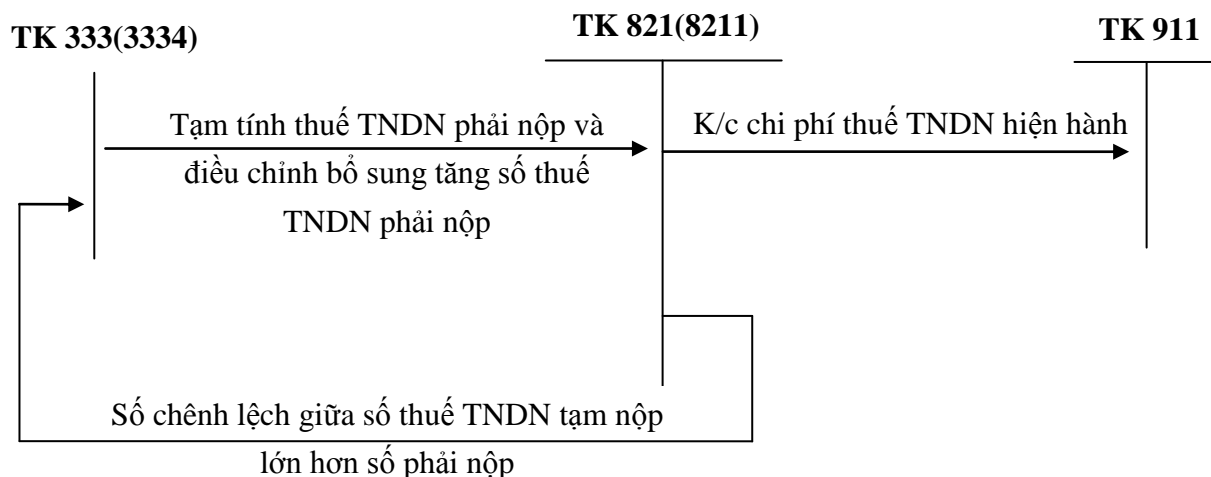 TK 333(3334)
TK 821(8211)
TK 911
Tạm tính thuế TNDN phải nộp và
điều chỉnh bổ sung tăng số thuế
TNDN phải nộp
K/c chi phí thuế TNDN hiện hành
Số chênh lệch giữa số thuế TNDN tạm nộp
lớn hơn số phải nộp